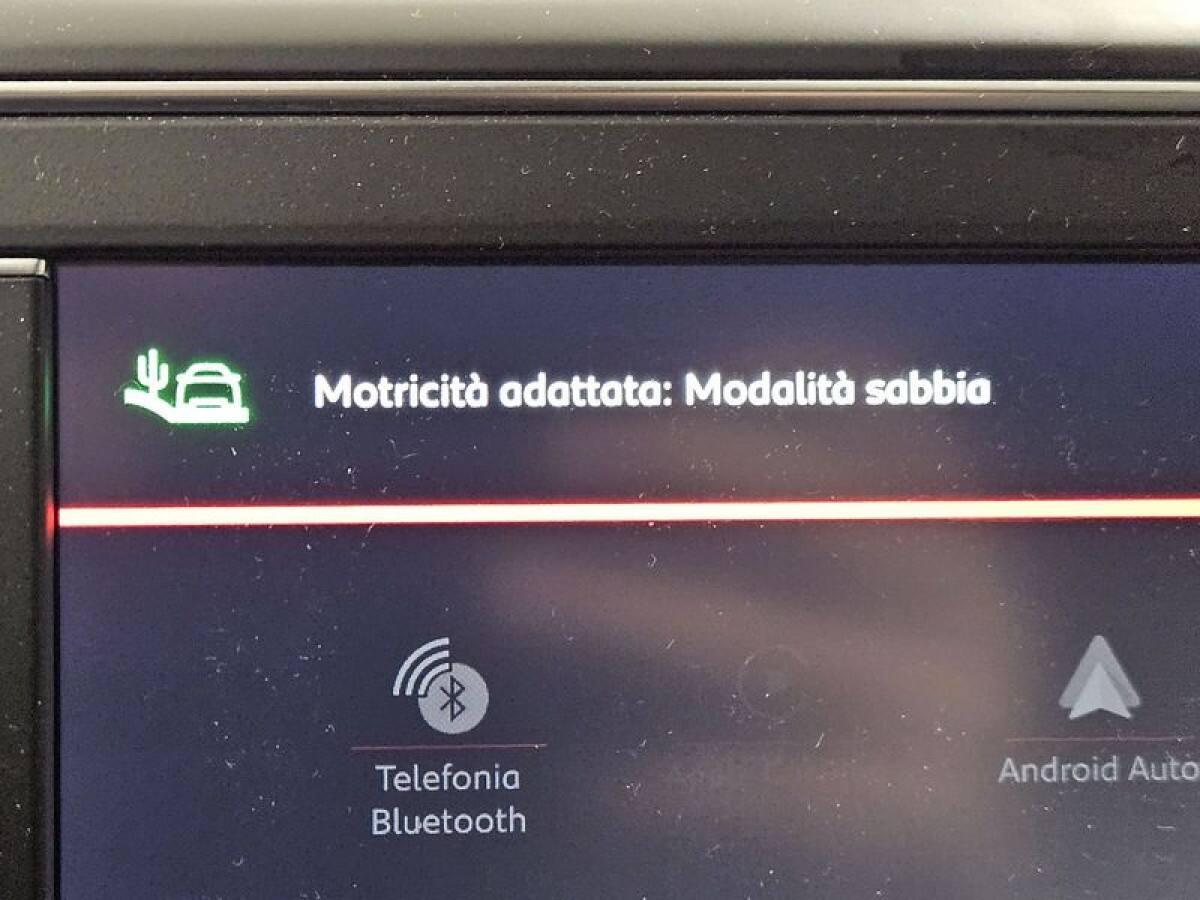 Motricità adattata: Modalità sabbia
Telefonia
Bluetooth
Android Auto